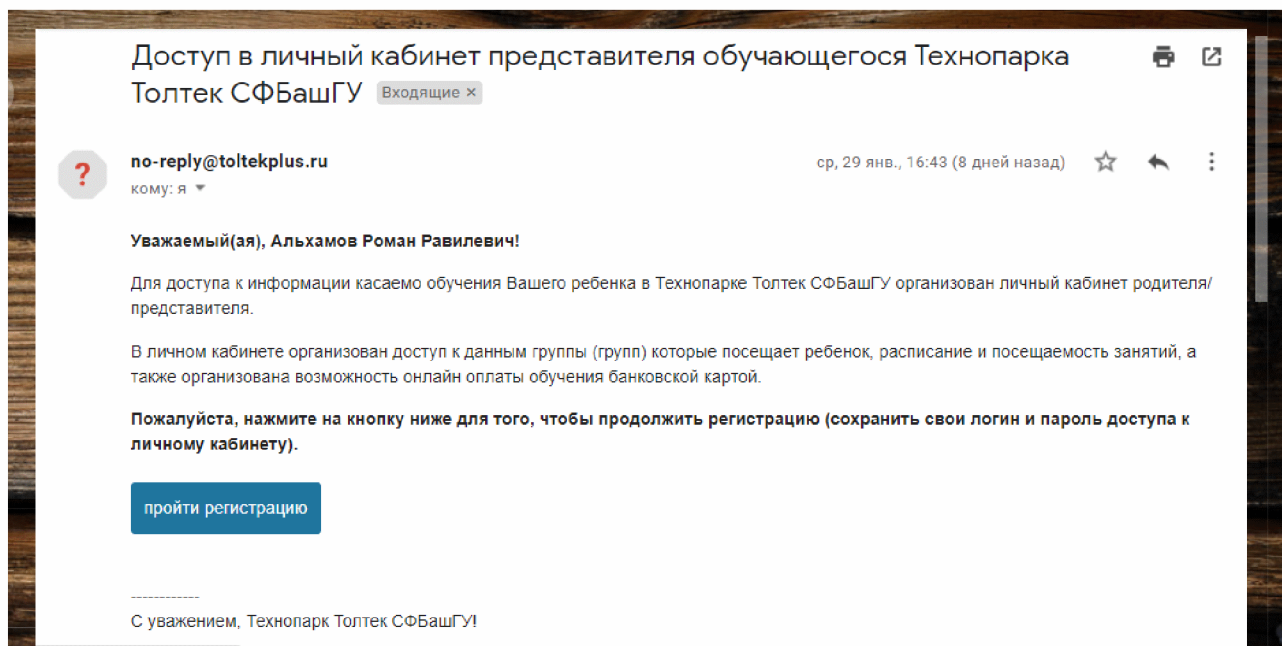 Доступ в личный кабинет представителя обучающегося Технопарка
Толтек СФБашГУ Входящие ×
no-reply@toltekplus.ru
ср, 29 янв., 16:43 (8 дней назад)
кому: я
Уважаемый(ая), Альхамов Роман Равилевич!
Для доступа к информации касаемо обучения Вашего ребенка в Технопарке Толтек СФБашГУ организован личный кабинет родителя/
представителя.
В личном кабинете организован доступ к данным группы (групп) которые посещает ребенок, расписание и посещаемость занятий, а
также организована возможность онлайн оплаты обучения банковской картой.
Пожалуйста, нажмите на кнопку ниже для того, чтобы продолжить регистрацию (сохранить свои логин и пароль доступа к
личному кабинету).
пройти регистрацию
------------
С уважением, Технопарк Толтек СФБашГУ!